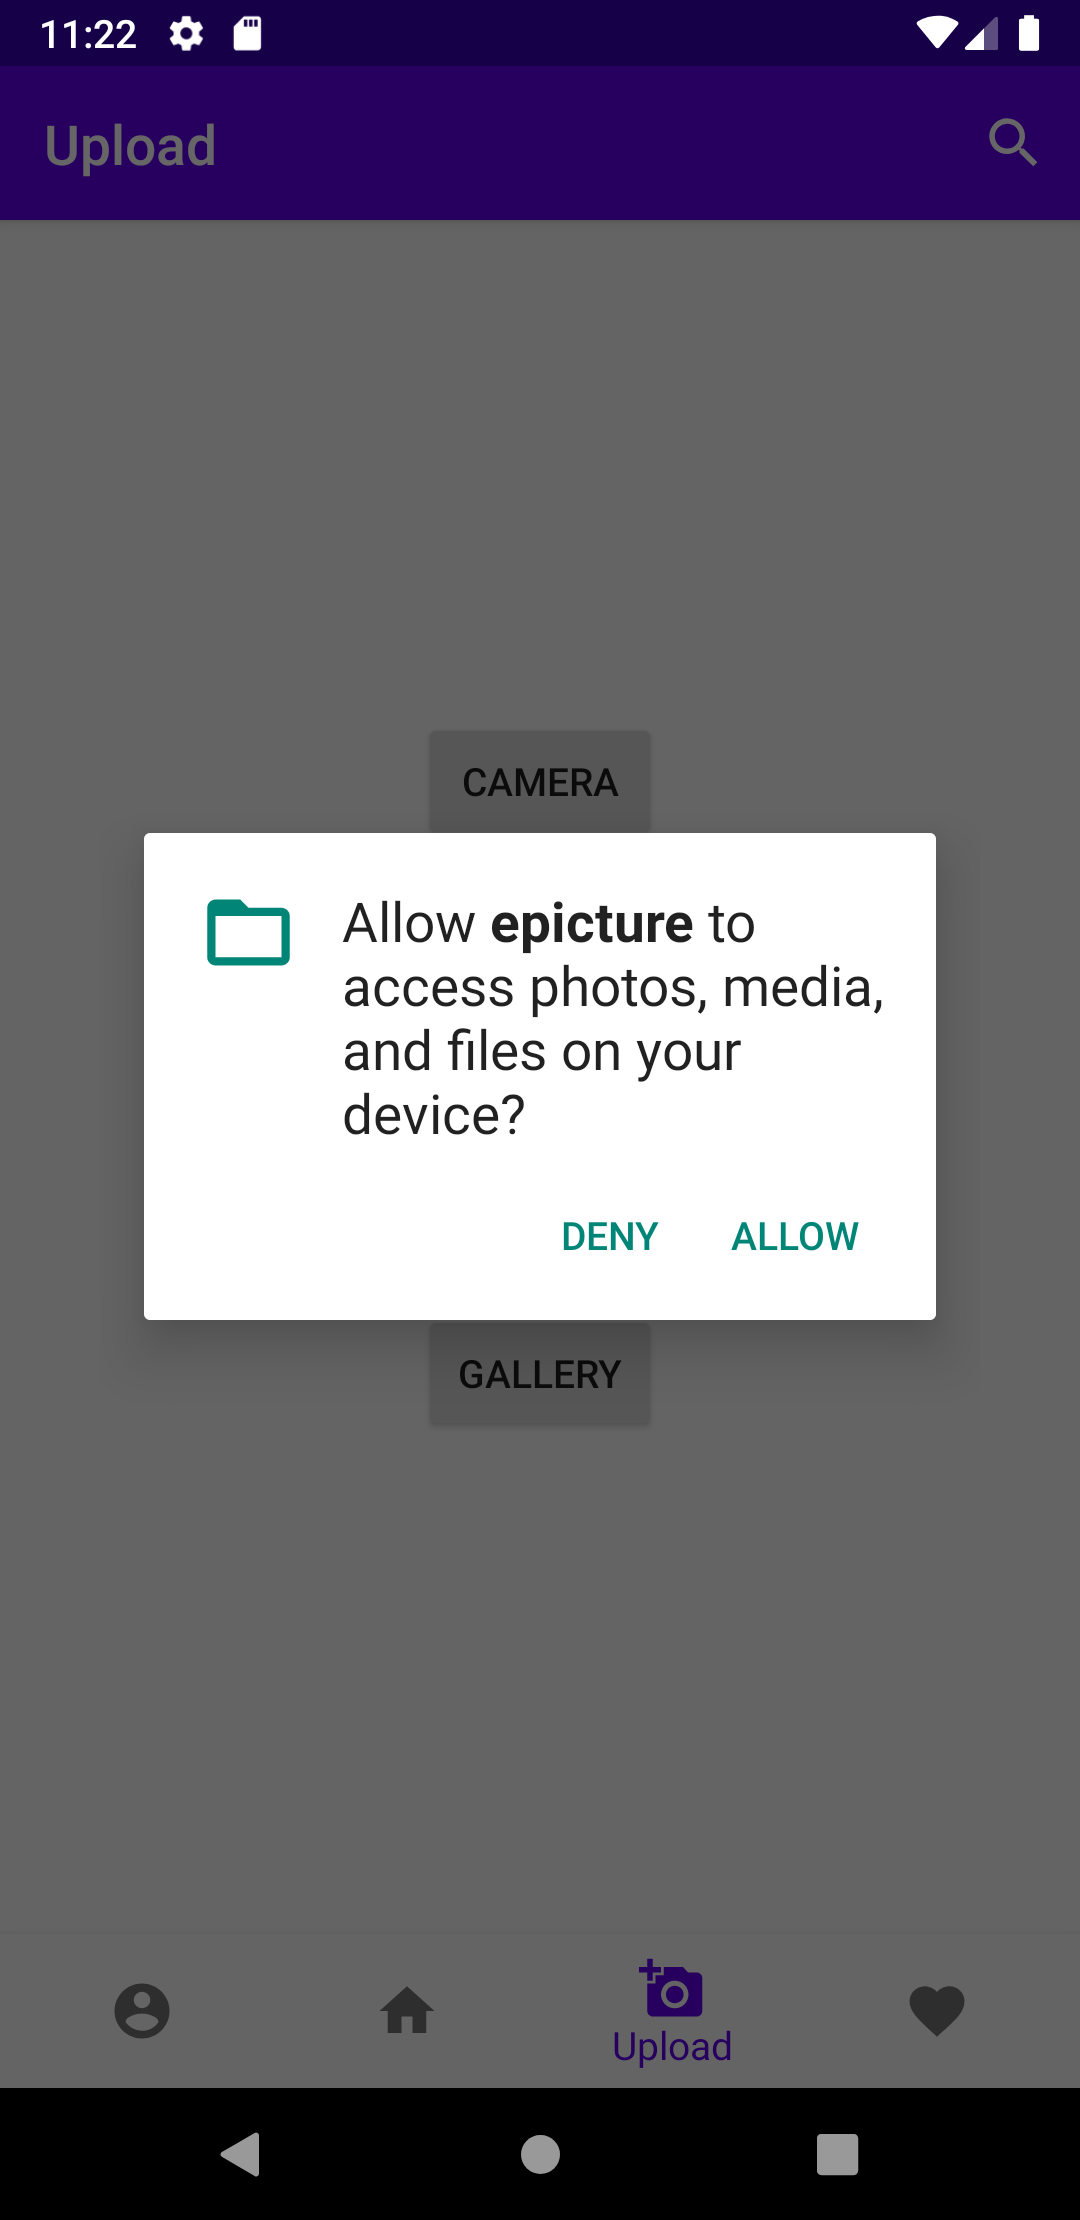 11:22
Upload
CAMERA
Allow epicture to
access photos, media,
and files on your
device?
DENY ALLOW
GALLERY
Upload